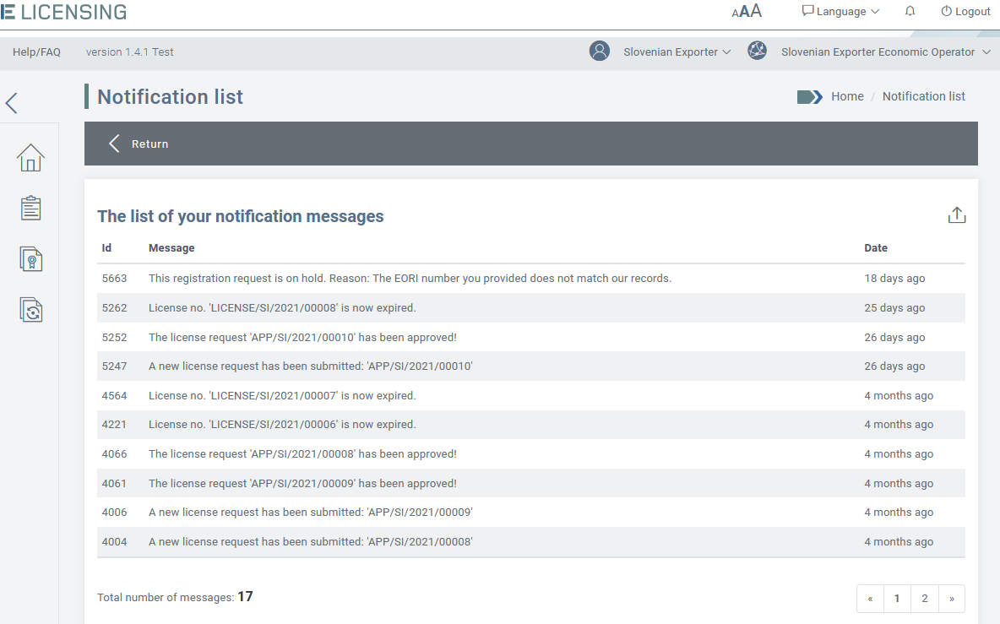 E LICENSING
AAA Language Logout
Help/FAQ version 1.4.1 Test Slovenian Exporter Slovenian Exporter Economic Operator
Notification list
Home / Notification list
Return
The list of your notification messages
Id Message Date
5663 This registration request is on hold. Reason: The EORI number you provided does not match our records. 18 days ago
5262 License no. 'LICENSE/SI/2021/00008' is now expired. 25 days ago
5252 The license request 'APP/SI/2021/00010' has been approved! 26 days ago
5247 A new license request has been submitted: 'APP/SI/2021/00010' 26 days ago
4564 License no. 'LICENSE/SI/2021/00007' is now expired. 4 months ago
4221 License no. 'LICENSE/SI/2021/00006' is now expired. 4 months ago
4066 The license request 'APP/SI/2021/00008' has been approved! 4 months ago
4061 The license request 'APP/SI/2021/00009' has been approved! 4 months ago
4006 A new license request has been submitted: 'APP/SI/2021/00009' 4 months ago
4004 A new license request has been submitted: 'APP/SI/2021/00008' 4 months ago
Total number of messages: 17
« 1 2 »